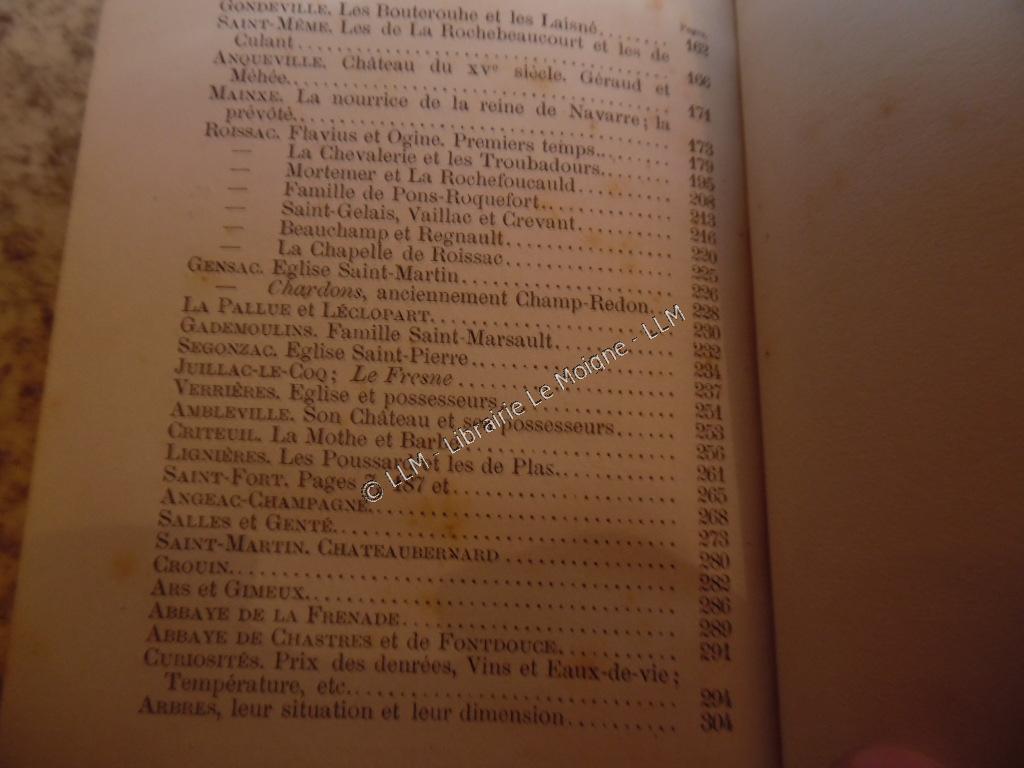 Pages.
GONDEVILLE. Les Bouterouhe et les Laisné....... 162
SAINT-MÊME. Les de La Rochebeaucourt et les de
Culant........ 166
ANQUEVILLE. Château du XVe siècle. Géraud et
Méhée........ 171
MAINXE. La nourrice de la reine de Navarre; la
prévôté........ 173
ROISSAC. Flavius et Ogine. Premiers temps........ 179
— La Chevalerie et les Troubadours........ 195
— Mortemer et La Rochefoucauld........ 208
— Famille de Pons-Roquefort........ 213
— Saint-Gelais, Vaillac et Crevant........ 216
— Beauchamp et Regnault........ 220
— La Chapelle de Roissac........ 225
GENSAC. Eglise Saint-Martin........ 226
— Chardons, anciennement Champ-Redon. 228
LA PALLUE et LÉCLOPART........ 230
GADEMOULINS. Famille Saint-Marsault........ 232
SEGONZAC. Eglise Saint-Pierre........ 234
JUILLAC-LE-COQ; Le Fresne........ 237
VERRIÈRES. Eglise et possesseurs........ 251
AMBLEVILLE. Son Château et ses possesseurs...... 253
CRITEUIL. La Mothe et ........ 256
LIGNIÈRES. Les Poussard et les de Plas........ 261
SAINT-FORT. Pages 187 et........ 265
ANGEAC-CHAMPAGNE........ 268
SALLES et GENTÉ........ 273
SAINT-MARTIN. CHATEAUBERNARD........ 280
CROUIN........ 282
ARS et GIMEUX........ 286
ABBAYE DE LA FRENADE........ 289
ABBAYE DE CHASTRES et de FONTDOUCE........ 291
CURIOSITÉS. Prix des denrées, Vins et Eaux-de-vie;
Température, etc........ 294
ARBRES, leur situation et leur dimension........ 304
© LLM - Librairie Le Moigne - LLM